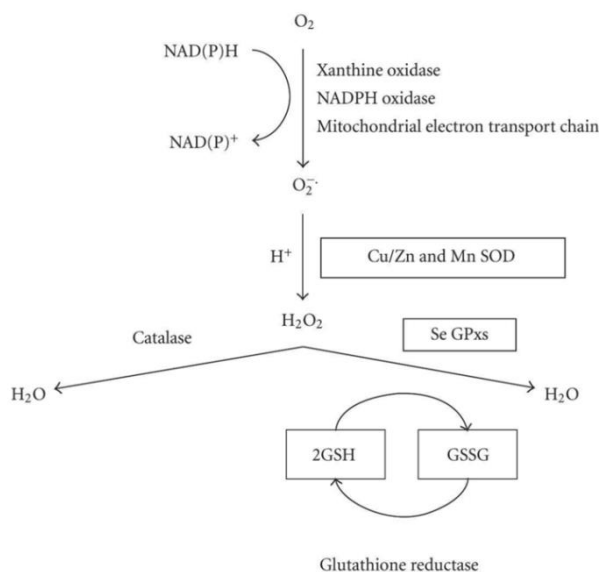 O₂
NAD(P)H
Xanthine oxidase
NADPH oxidase
Mitochondrial electron transport chain
NAD(P)⁺
O₂⁻·
H⁺
Cu/Zn and Mn SOD
H₂O₂
Catalase
Se GPxs
H₂O
H₂O
2GSH
GSSG
Glutathione reductase